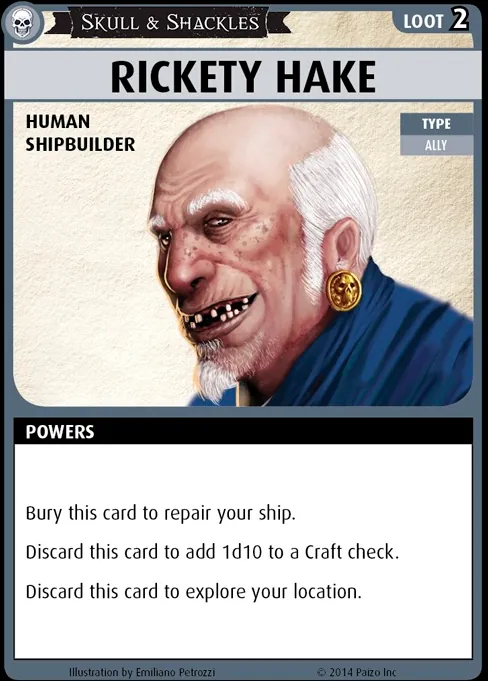 SKULL & SHACKLES
LOOT 2
RICKETY HAKE
HUMAN
SHIPBUILDER
TYPE
ALLY
POWERS
Bury this card to repair your ship.
Discard this card to add 1d10 to a Craft check.
Discard this card to explore your location.
Illustration by Emiliano Petrozzi © 2014 Paizo Inc